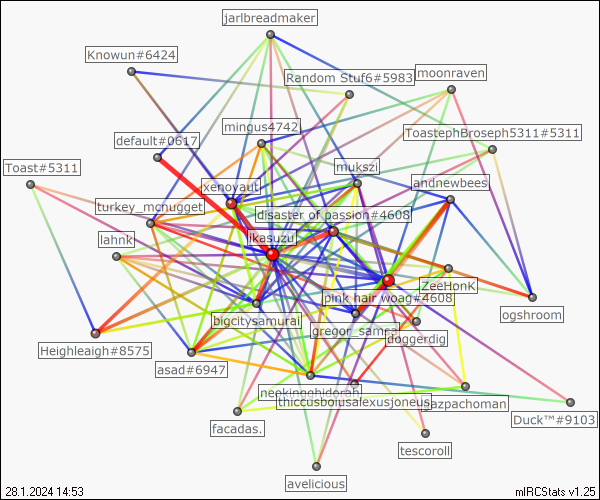 jarlbreadmaker
Knowun#6424
Random Stuf6#5983
moonraven
mingus4742
ToastephBroseph5311#5311
default#0617
Toast#5311
mukszi
andnewbees
xenoyaut
turkey_mcnugget
disaster of passion#4608
ikasuzu
lahnk
ZeeHonK
pink hair woag#4608
ogshroom
bigcitysamurai
gregor_samsa
doggerdig
Heighleaigh#8575
asad#6947
neokingghidorah
thiccusboiusalexusjoneus
Duck™#9103
facadas.
tescoroll
avelicious
28.1.2024 14:53
mIRCStats v1.25